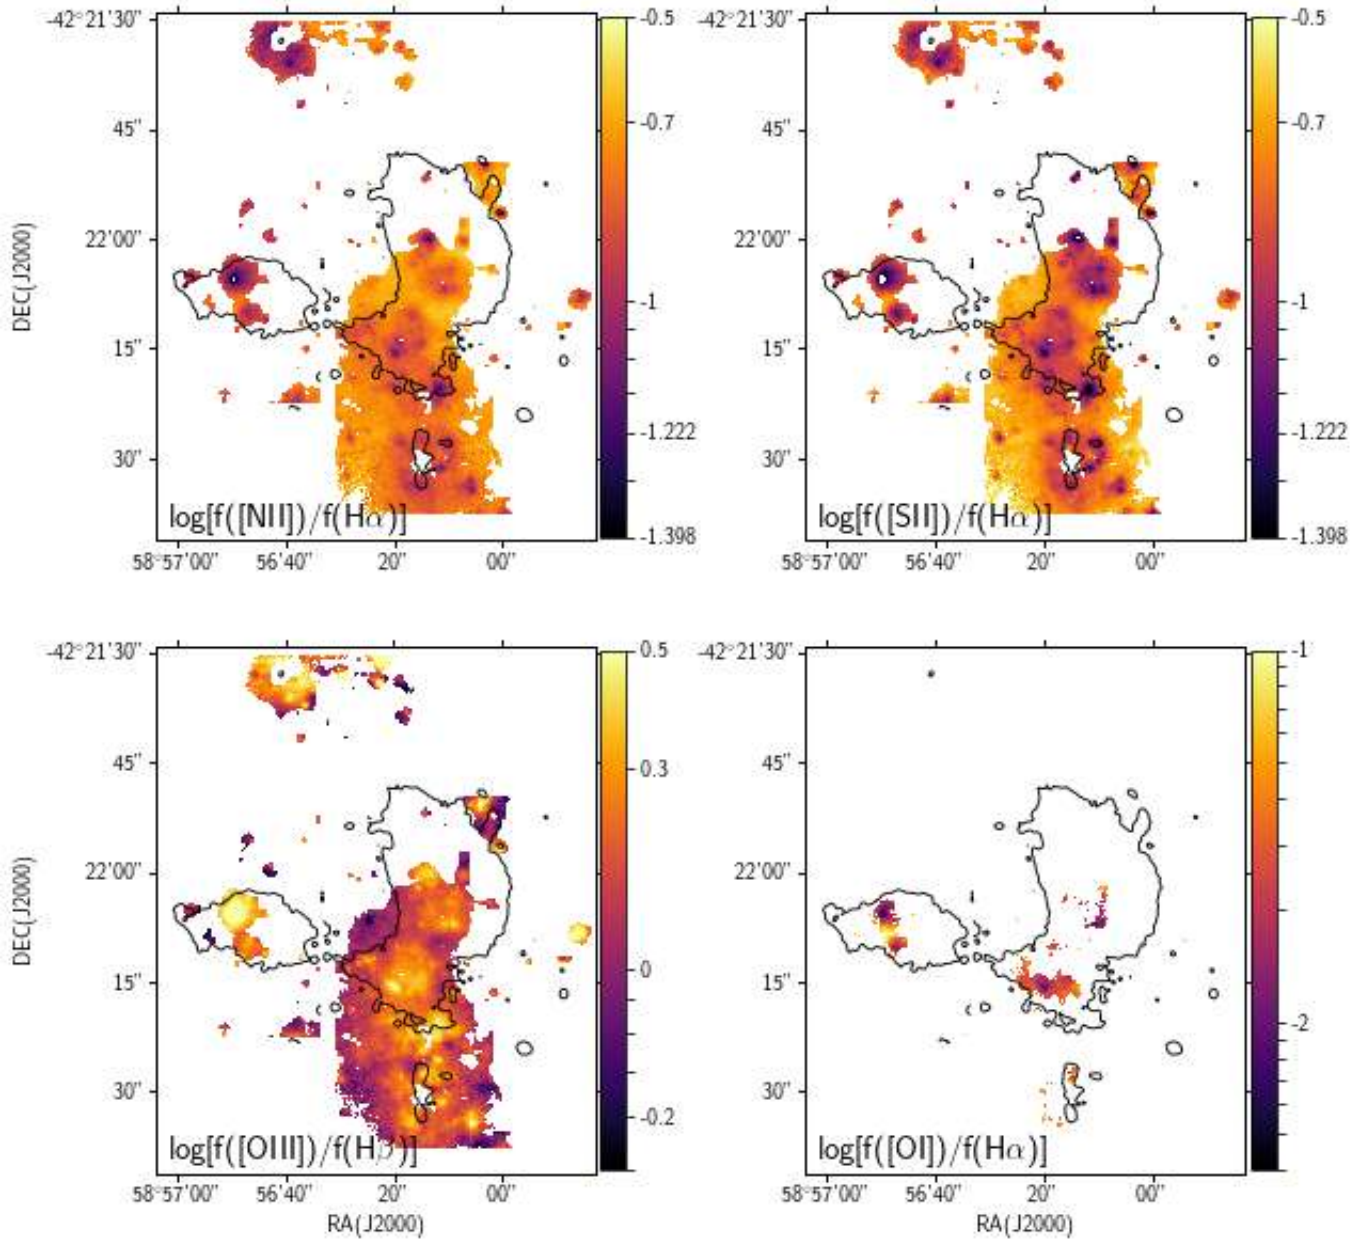 -42°21'30" -0.5 -42°21'30" -0.5
-0.7 -0.7
45" 45"
DEC(J2000) 22'00" 22'00"
-1 -1
15" 15"
-1.222 -1.222
30" 30"
log[f([NII])/f(Hα)] log[f([SII])/f(Hα)]
-1.398 -1.398
58°57'00" 56'40" 20" 00" 58°57'00" 56'40" 20" 00"
-42°21'30" 0.5 -42°21'30" -1
45" 0.3 45"
DEC(J2000) 22'00" 22'00"
0
15" 15"
-2
30" 30"
-0.2
log[f([OIII])/f(Hβ)] log[f([OI])/f(Hα)]
58°57'00" 56'40" 20" 00" 58°57'00" 56'40" 20" 00"
RA(J2000) RA(J2000)